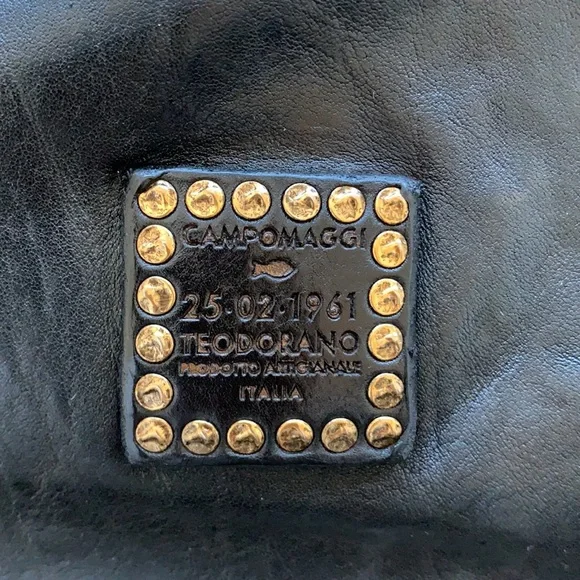 CAMPOMAGGI
25·02·1961
TEODORANO
PRODOTTO ARTIGIANALE
ITALIA